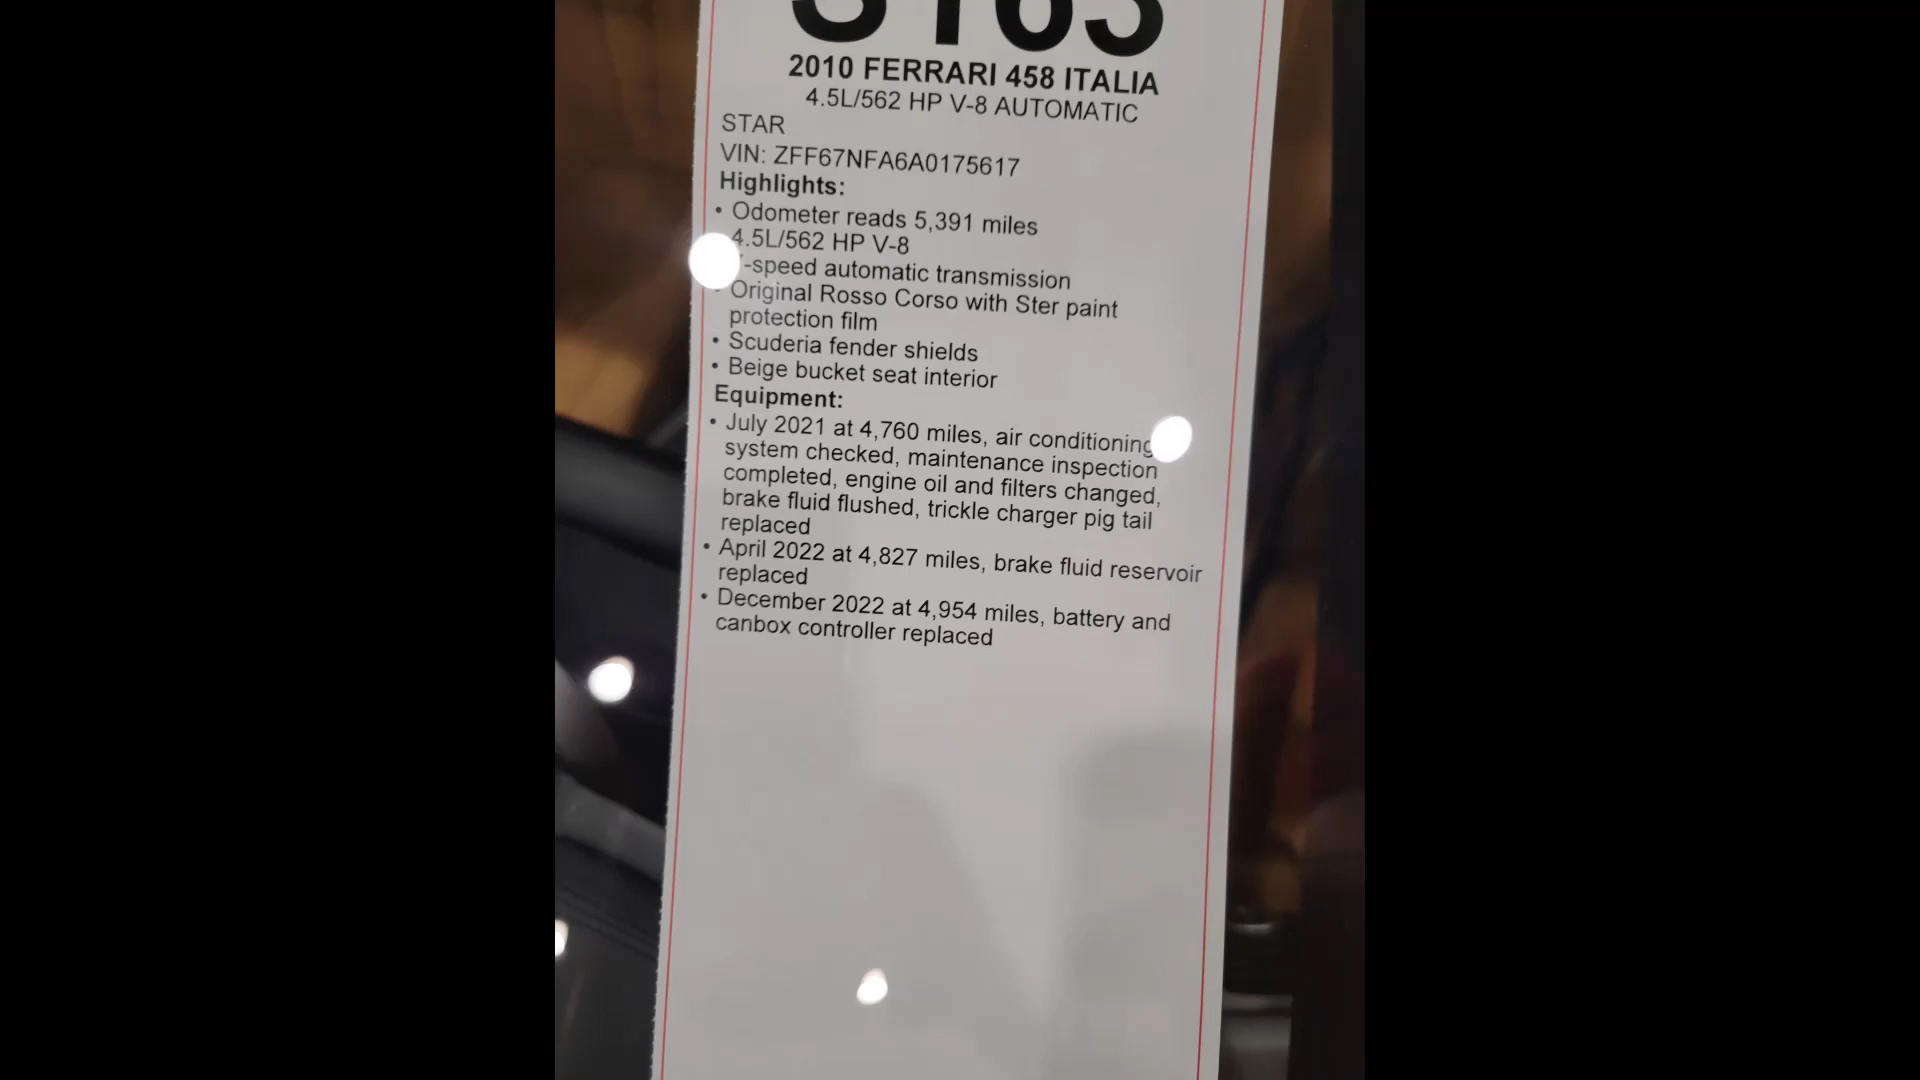 S163
2010 FERRARI 458 ITALIA
4.5L/562 HP V-8 AUTOMATIC
STAR
VIN: ZFF67NFA6A0175617
Highlights:
• Odometer reads 5,391 miles
4.5L/562 HP V-8
-speed automatic transmission
• Original Rosso Corso with Ster paint
protection film
• Scuderia fender shields
• Beige bucket seat interior
Equipment:
• July 2021 at 4,760 miles, air conditioning
system checked, maintenance inspection
completed, engine oil and filters changed,
brake fluid flushed, trickle charger pig tail
replaced
• April 2022 at 4,827 miles, brake fluid reservoir
replaced
• December 2022 at 4,954 miles, battery and
canbox controller replaced